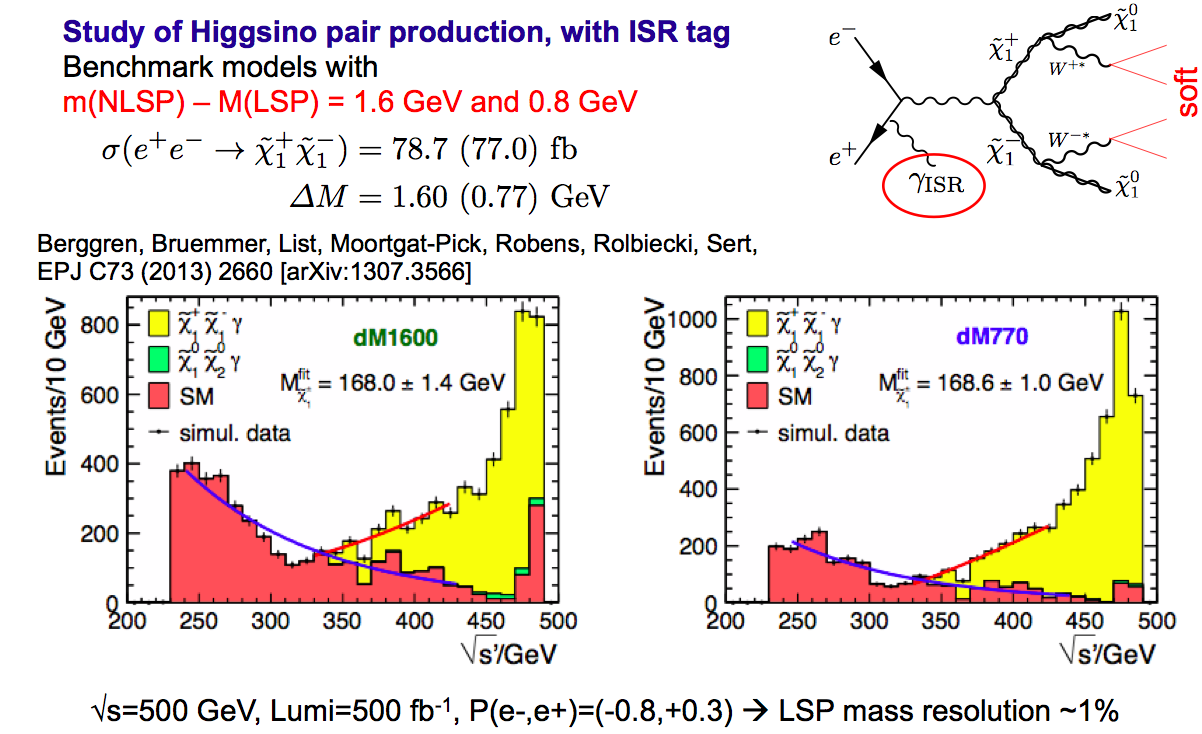 Study of Higgsino pair production, with ISR tag
Benchmark models with
m(NLSP) – M(LSP) = 1.6 GeV and 0.8 GeV
σ(e⁺e⁻ → χ̃₁⁺χ̃₁⁻) = 78.7 (77.0) fb
ΔM = 1.60 (0.77) GeV
e⁻
e⁺
γISR
χ̃₁⁺
χ̃₁⁻
W⁺*
W⁻*
χ̃₁⁰
χ̃₁⁰
soft
Berggren, Bruemmer, List, Moortgat-Pick, Robens, Rolbiecki, Sert,
EPJ C73 (2013) 2660 [arXiv:1307.3566]
Events/10 GeV
800
600
400
200
0
χ̃₁⁺ χ̃₁⁻ γ
χ̃₁⁰ χ̃₂⁰ γ
SM
simul. data
dM1600
M^fit_χ̃₁⁺ = 168.0 ± 1.4 GeV
200 250 300 350 400 450 500
√s'/GeV
Events/10 GeV
1000
800
600
400
200
0
χ̃₁⁺ χ̃₁⁻ γ
χ̃₁⁰ χ̃₂⁰ γ
SM
simul. data
dM770
M^fit_χ̃₁⁺ = 168.6 ± 1.0 GeV
200 250 300 350 400 450 500
√s'/GeV
√s=500 GeV, Lumi=500 fb⁻¹, P(e-,e+)=(-0.8,+0.3) → LSP mass resolution ~1%